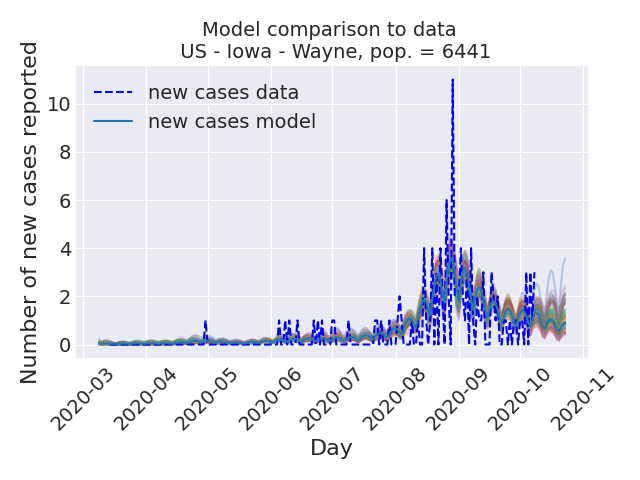 Model comparison to data
US - Iowa - Wayne, pop. = 6441
Number of new cases reported
new cases data
new cases model
10
8
6
4
2
0
2020-03
2020-04
2020-05
2020-06
2020-07
2020-08
2020-09
2020-10
2020-11
Day